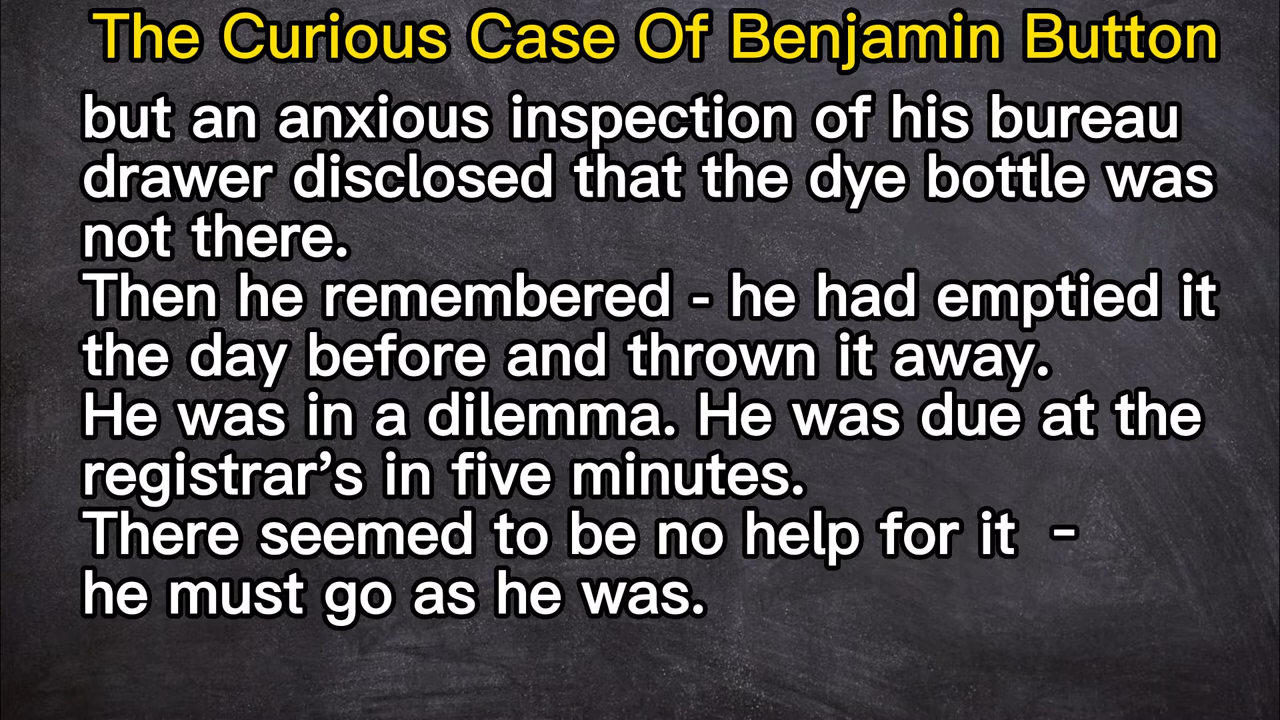 The Curious Case Of Benjamin Button
but an anxious inspection of his bureau
drawer disclosed that the dye bottle was
not there.
Then he remembered - he had emptied it
the day before and thrown it away.
He was in a dilemma. He was due at the
registrar’s in five minutes.
There seemed to be no help for it -
he must go as he was.